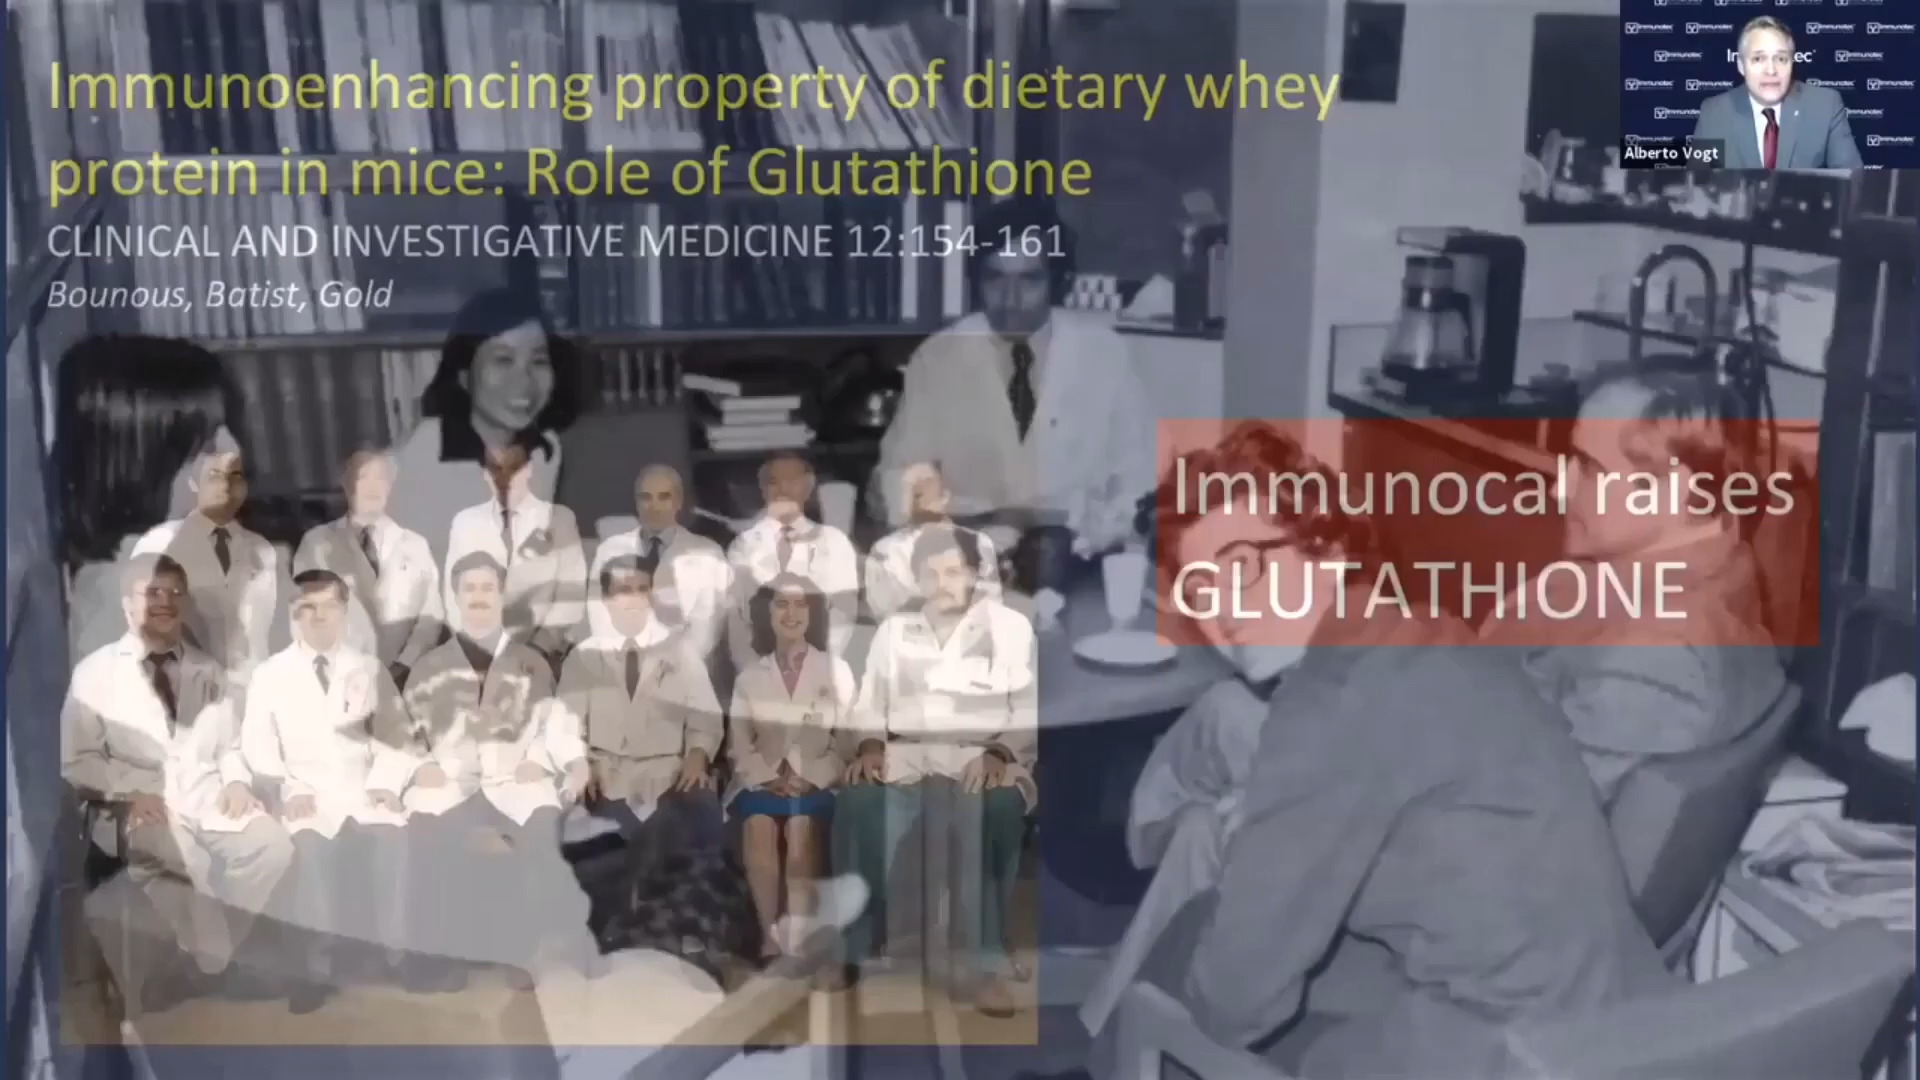 Immunoenhancing property of dietary whey
protein in mice: Role of Glutathione
CLINICAL AND INVESTIGATIVE MEDICINE 12:154-161
Bounous, Batist, Gold
Immunocal raises
GLUTATHIONE
Alberto Vogt
immunotec